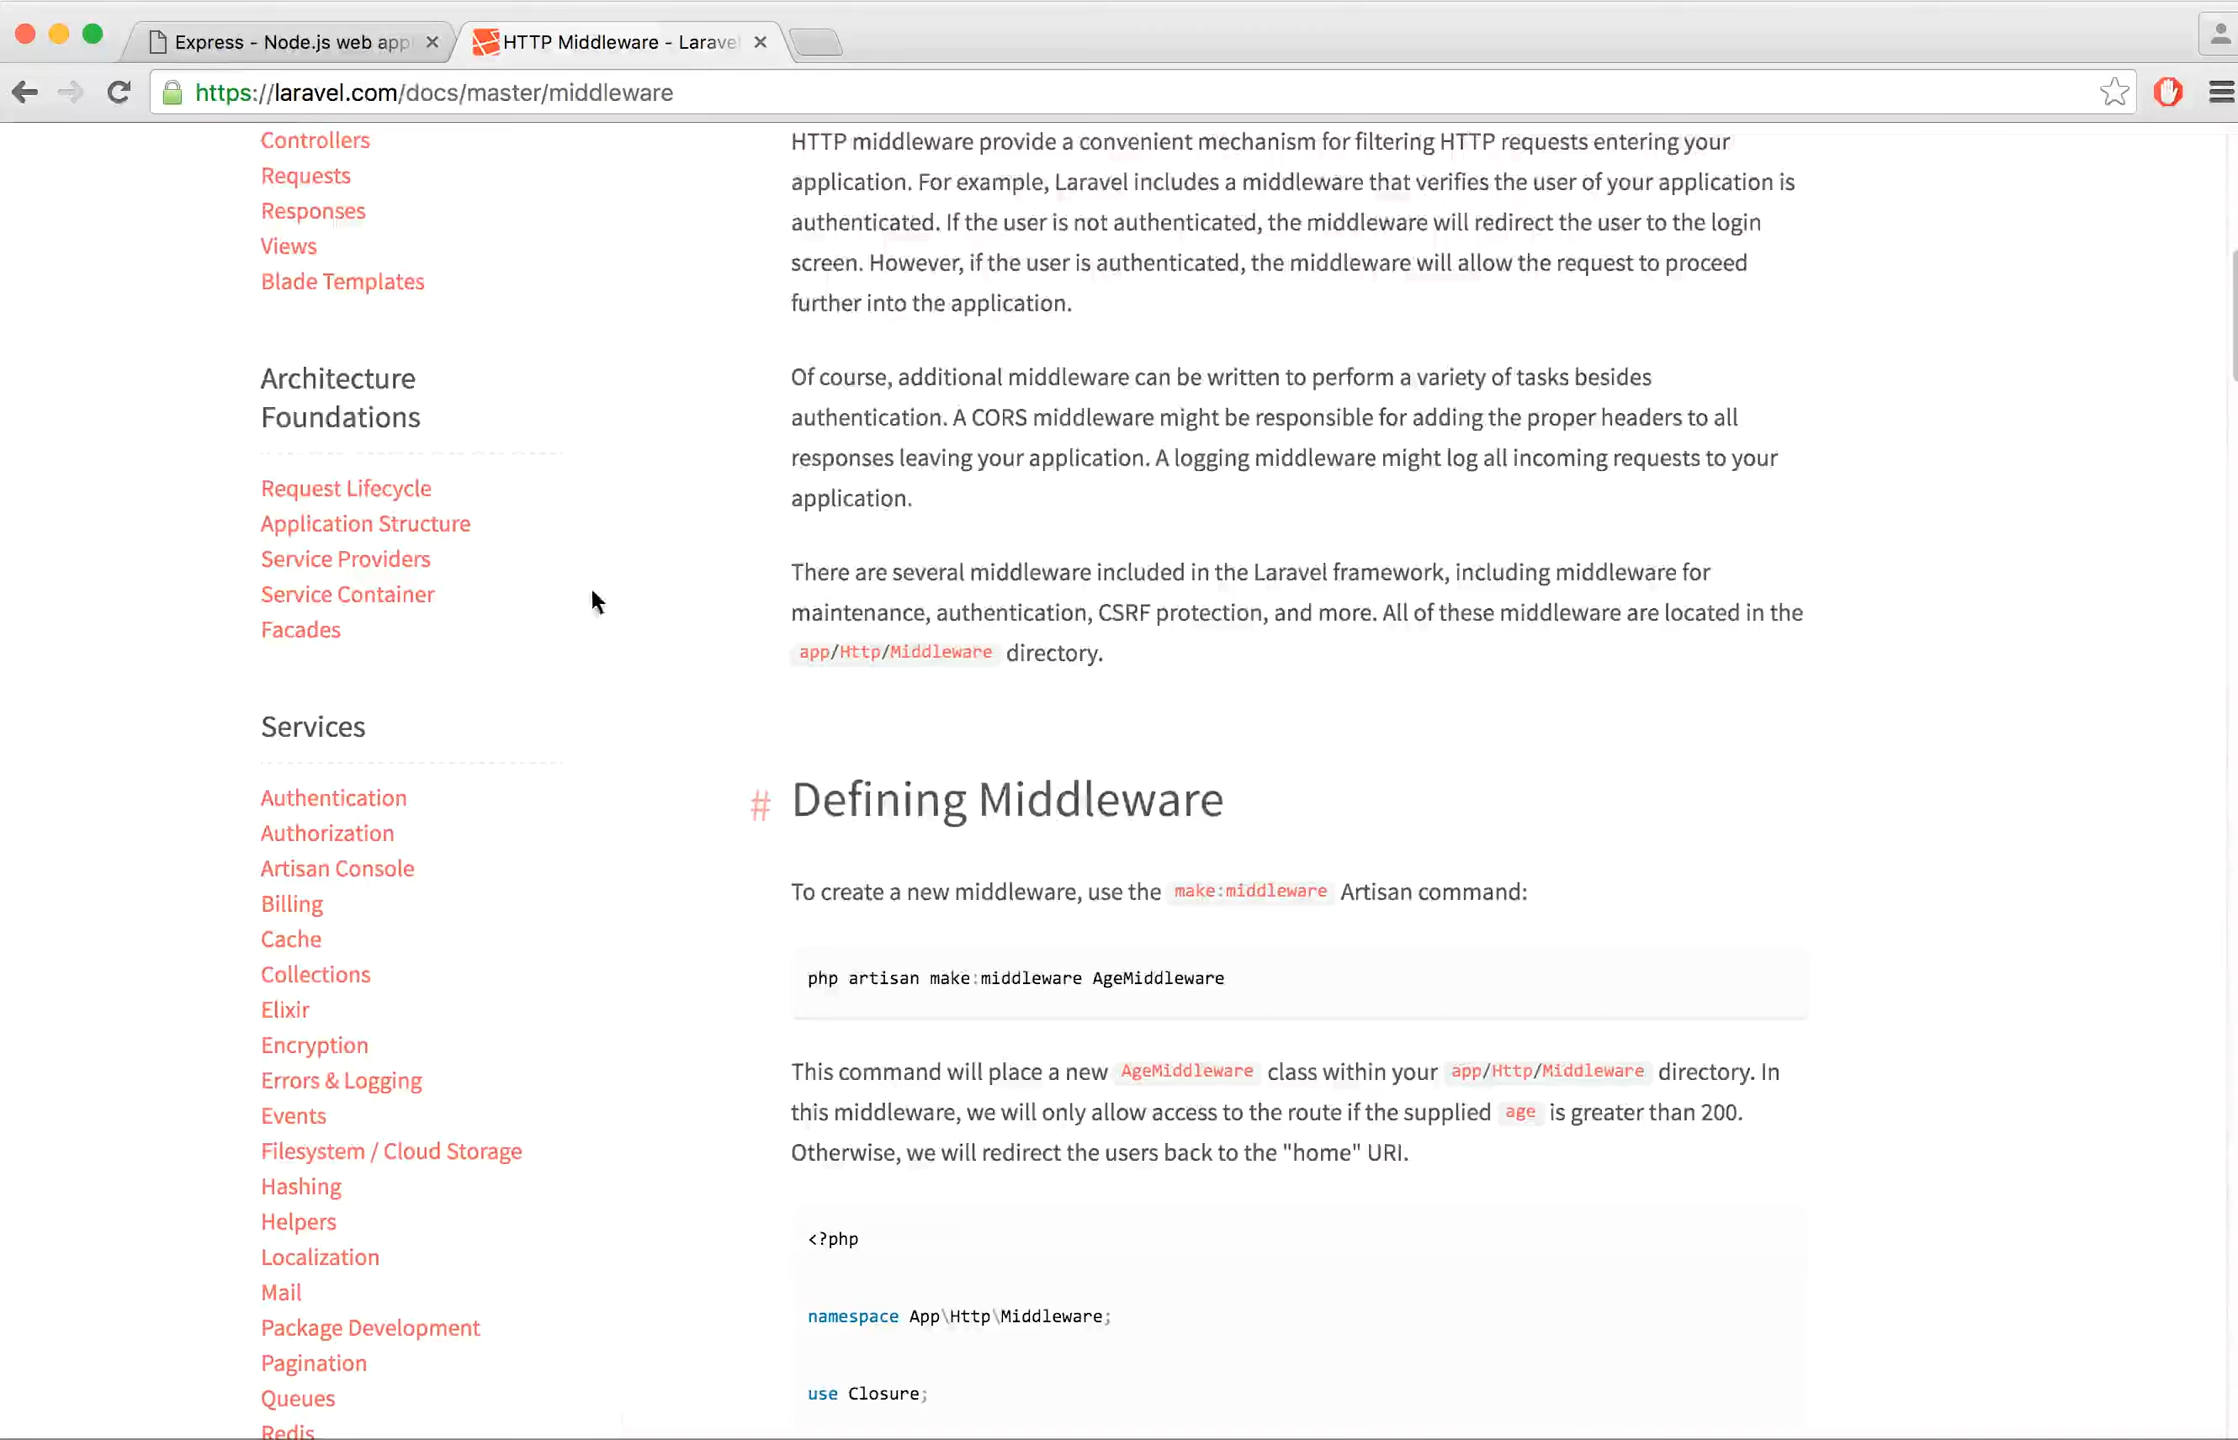 Express - Node.js web app
HTTP Middleware - Larave
https://laravel.com/docs/master/middleware
Controllers
Requests
Responses
Views
Blade Templates
Architecture
Foundations
Request Lifecycle
Application Structure
Service Providers
Service Container
Facades
Services
Authentication
Authorization
Artisan Console
Billing
Cache
Collections
Elixir
Encryption
Errors & Logging
Events
Filesystem / Cloud Storage
Hashing
Helpers
Localization
Mail
Package Development
Pagination
Queues
Redis
HTTP middleware provide a convenient mechanism for filtering HTTP requests entering your
application. For example, Laravel includes a middleware that verifies the user of your application is
authenticated. If the user is not authenticated, the middleware will redirect the user to the login
screen. However, if the user is authenticated, the middleware will allow the request to proceed
further into the application.
Of course, additional middleware can be written to perform a variety of tasks besides
authentication. A CORS middleware might be responsible for adding the proper headers to all
responses leaving your application. A logging middleware might log all incoming requests to your
application.
There are several middleware included in the Laravel framework, including middleware for
maintenance, authentication, CSRF protection, and more. All of these middleware are located in the
app/Http/Middleware directory.
# Defining Middleware
To create a new middleware, use the make:middleware Artisan command:
php artisan make:middleware AgeMiddleware
This command will place a new AgeMiddleware class within your app/Http/Middleware directory. In
this middleware, we will only allow access to the route if the supplied age is greater than 200.
Otherwise, we will redirect the users back to the "home" URI.
<?php
namespace App\Http\Middleware;
use Closure;